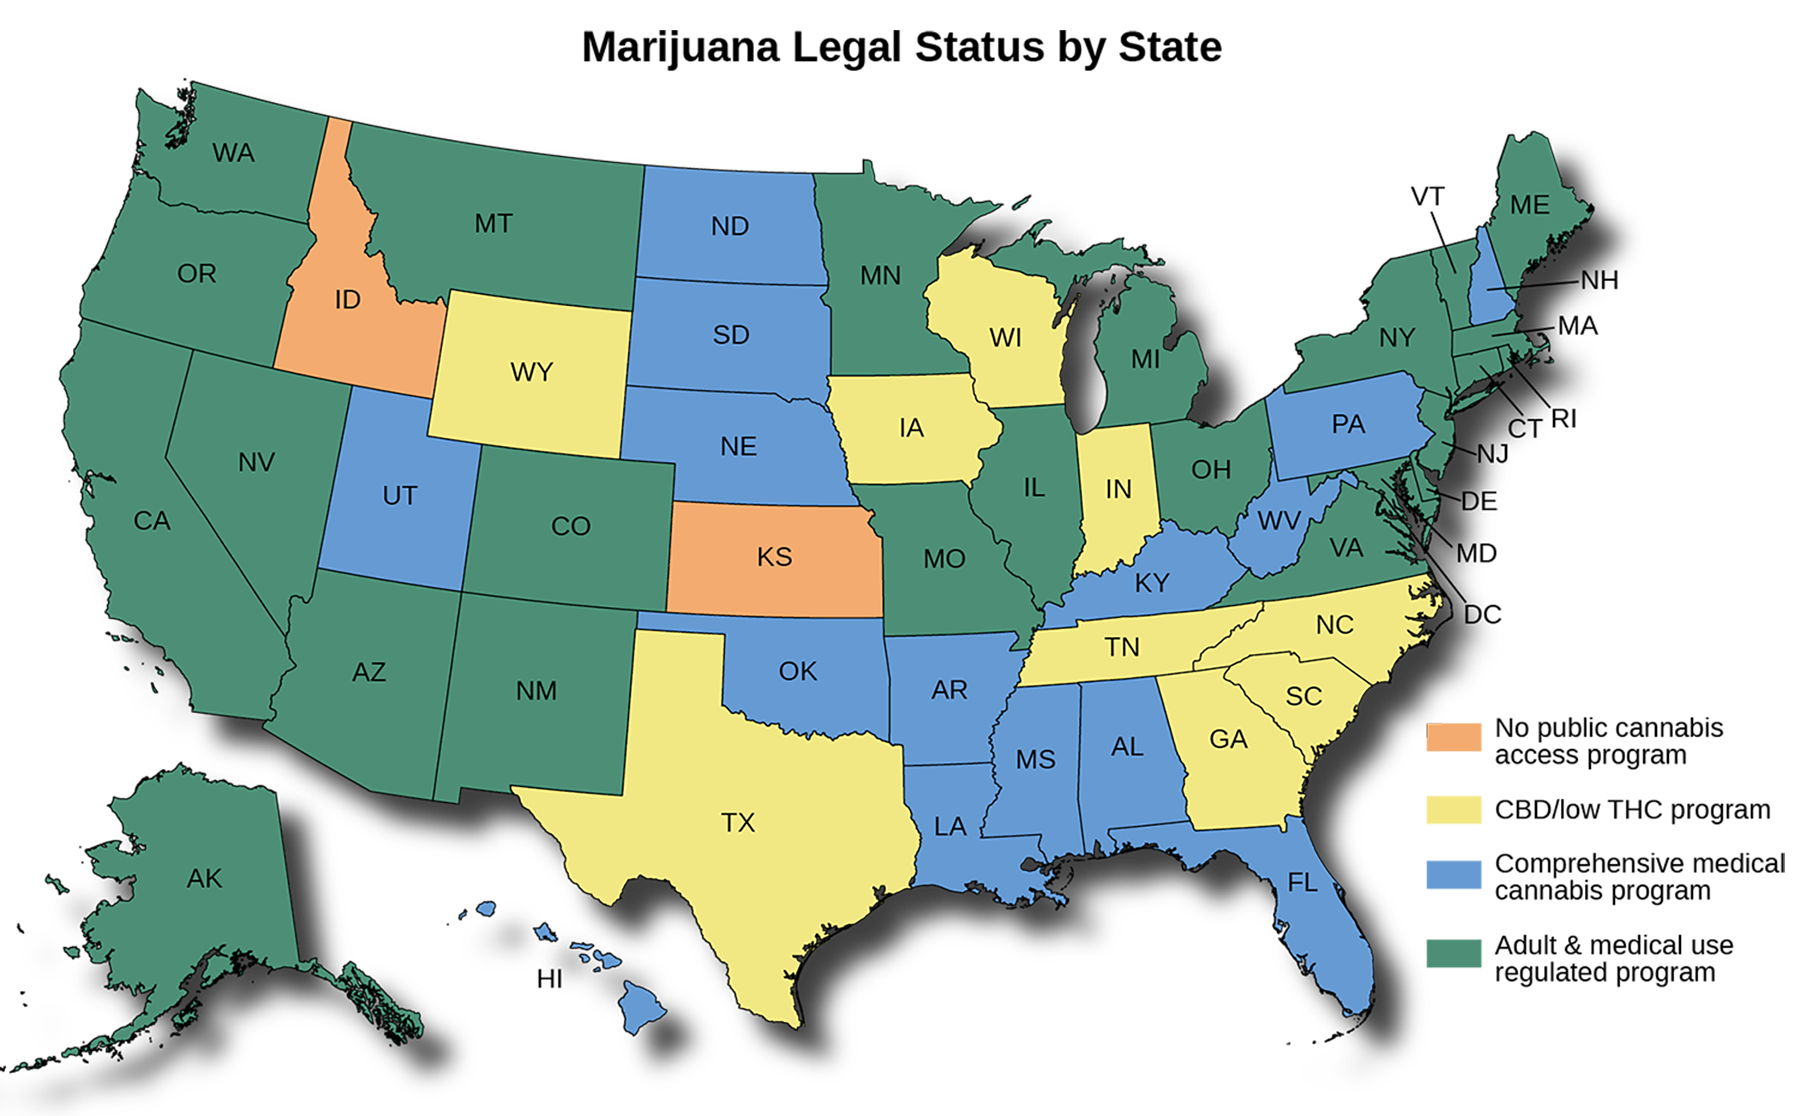 Marijuana Legal Status by State
WA
MT
ND
VT
ME
OR
ID
MN
NH
SD
WI
MA
NY
WY
MI
IA
PA
RI
CT
NE
NJ
NV
UT
OH
IL
IN
DE
CA
CO
WV
KS
MO
VA
MD
KY
DC
NC
TN
AZ
OK
NM
AR
SC
GA
MS
AL
TX
LA
AK
FL
HI
No public cannabis
access program
CBD/low THC program
Comprehensive medical
cannabis program
Adult & medical use
regulated program